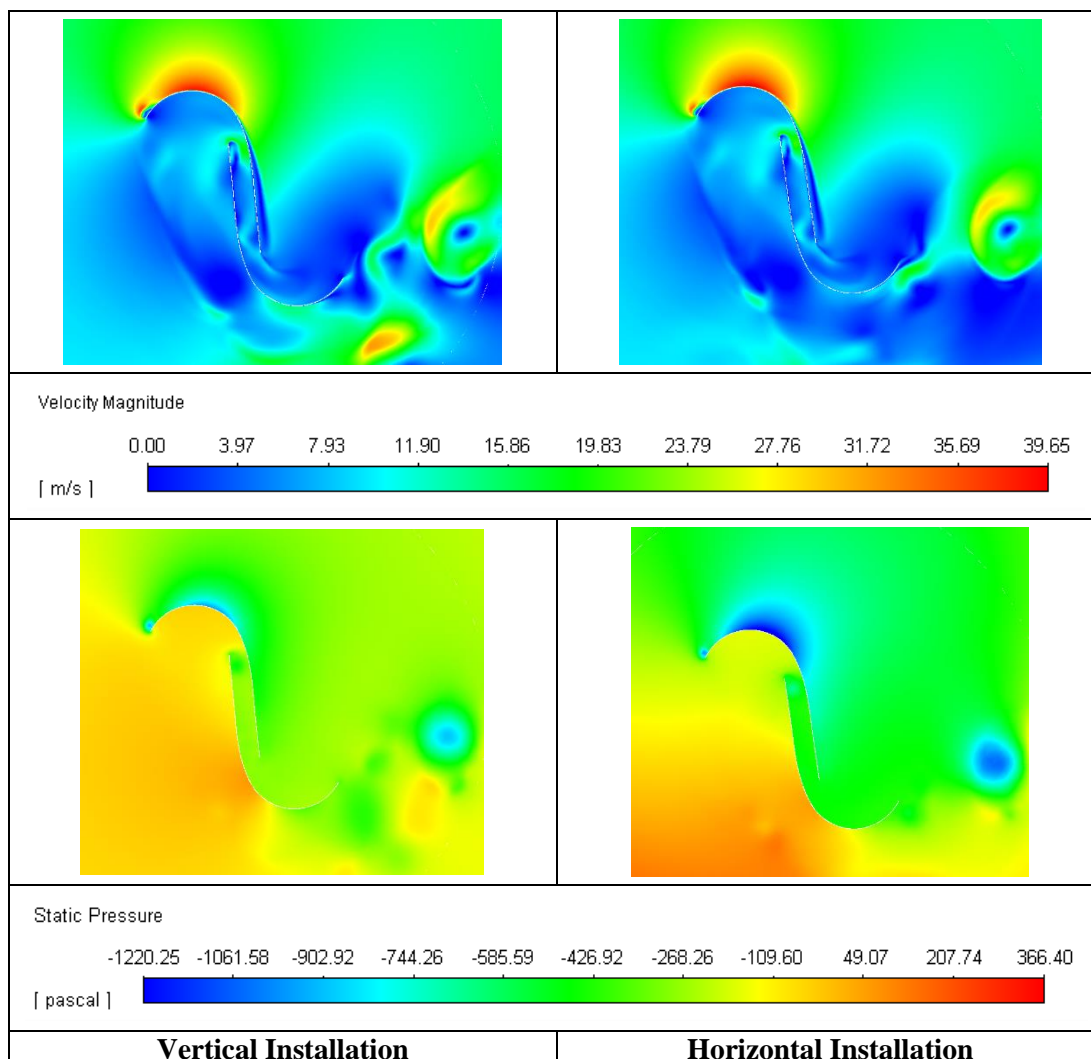 Velocity Magnitude
0.00 3.97 7.93 11.90 15.86 19.83 23.79 27.76 31.72 35.69 39.65
[ m/s ]
Static Pressure
-1220.25 -1061.58 -902.92 -744.26 -585.59 -426.92 -268.26 -109.60 49.07 207.74 366.40
[ pascal ]
Vertical Installation Horizontal Installation